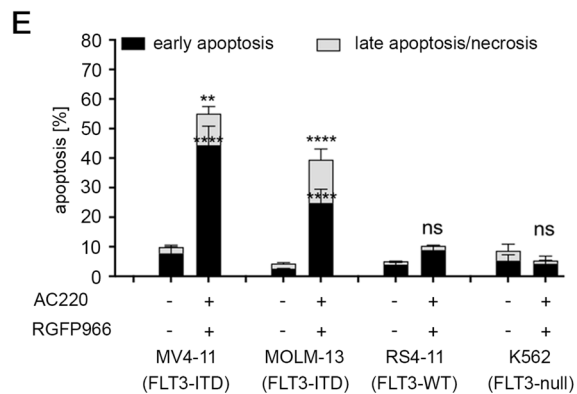 E
80
early apoptosis
late apoptosis/necrosis
70
60
50
40
30
20
10
0
apoptosis [%]
**
****
****
****
ns
ns
AC220 - + - + - + - +
RGFP966 - + - + - + - +
MV4-11 MOLM-13 RS4-11 K562
(FLT3-ITD) (FLT3-ITD) (FLT3-WT) (FLT3-null)